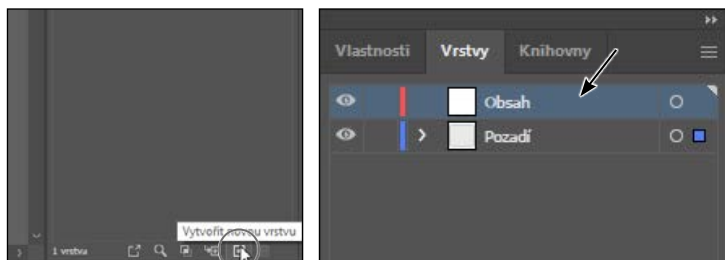 Vytvořit novou vrstvu
1 vrstva
Vlastnosti Vrstvy Knihovny
Obsah
Pozadí